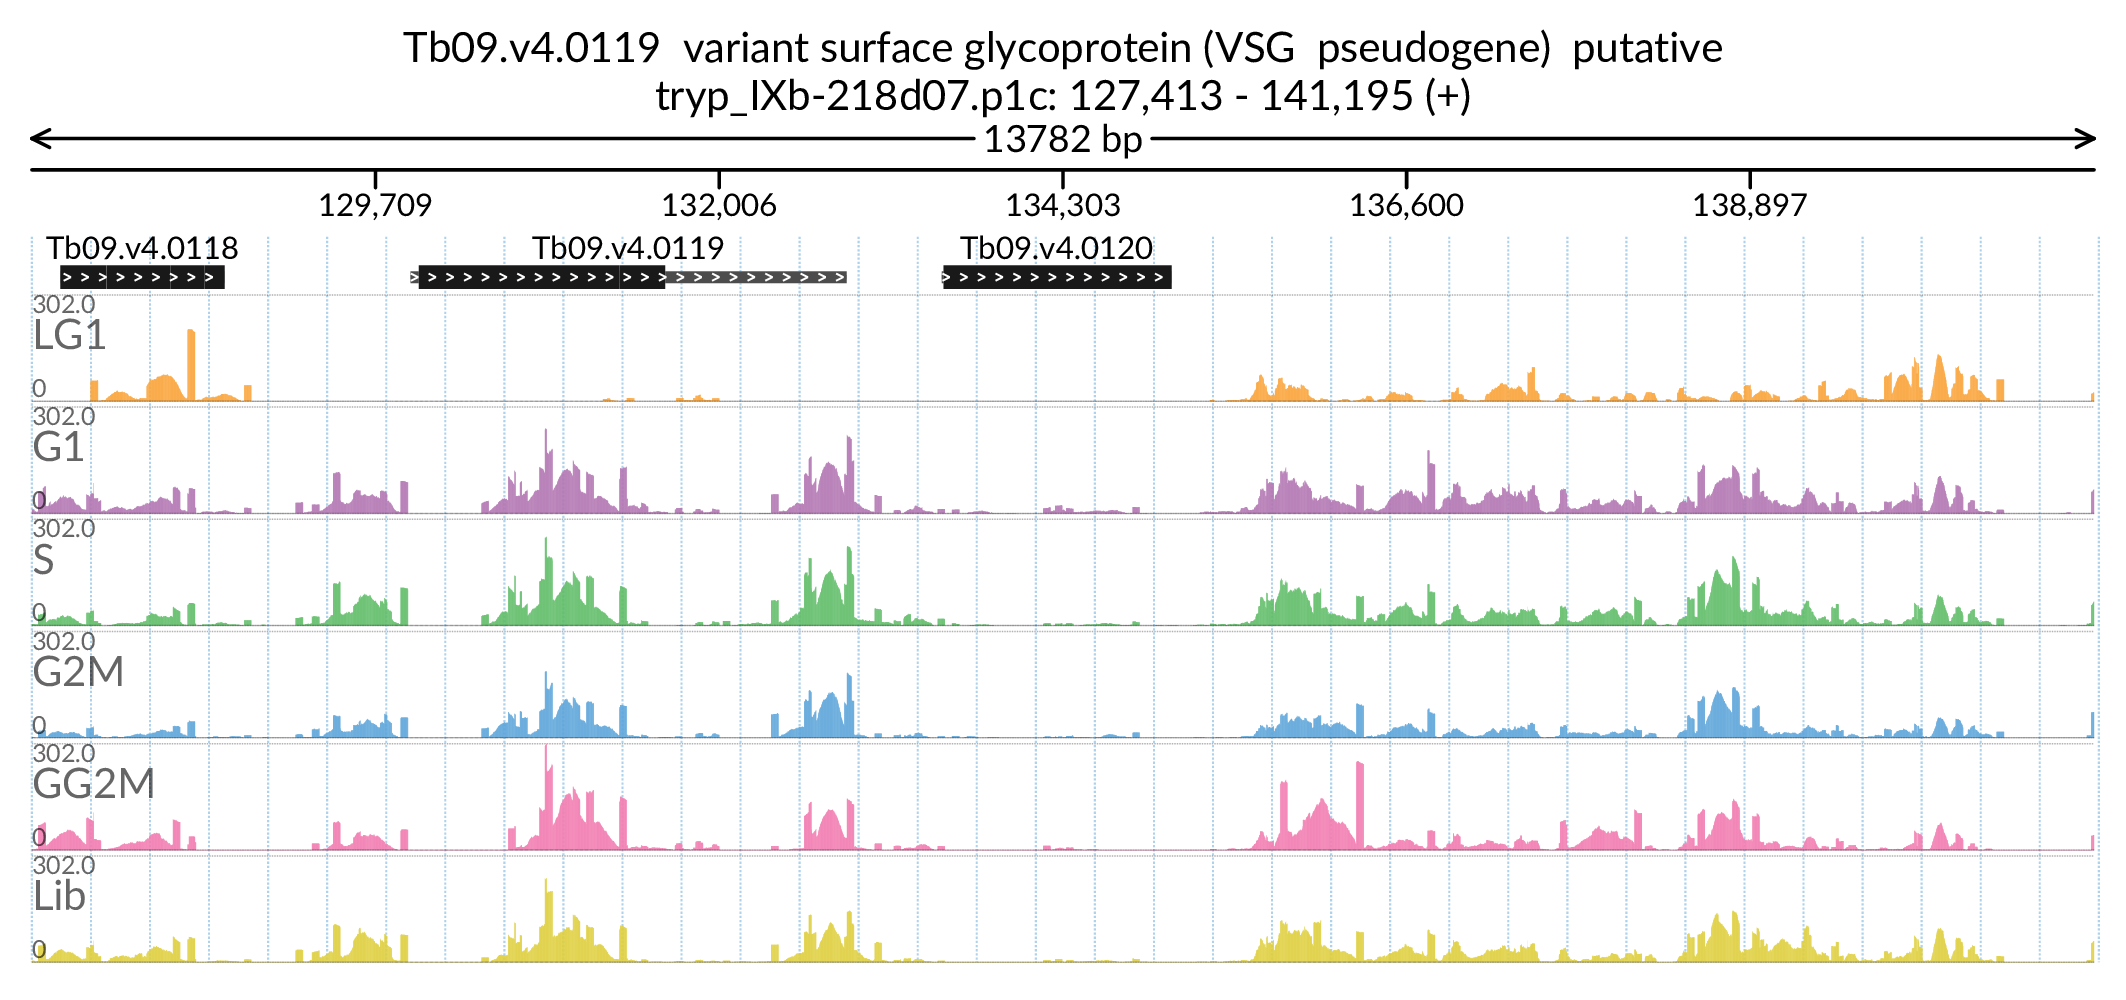 Tb09.v4.0119  variant surface glycoprotein (VSG  pseudogene)  putative
tryp_IXb-218d07.p1c: 127,413 - 141,195 (+)
13782 bp
129,709 132,006 134,303 136,600 138,897
Tb09.v4.0118 Tb09.v4.0119 Tb09.v4.0120
302.0
LG1
0
302.0
G1
0
302.0
S
0
302.0
G2M
0
302.0
GG2M
0
302.0
Lib
0